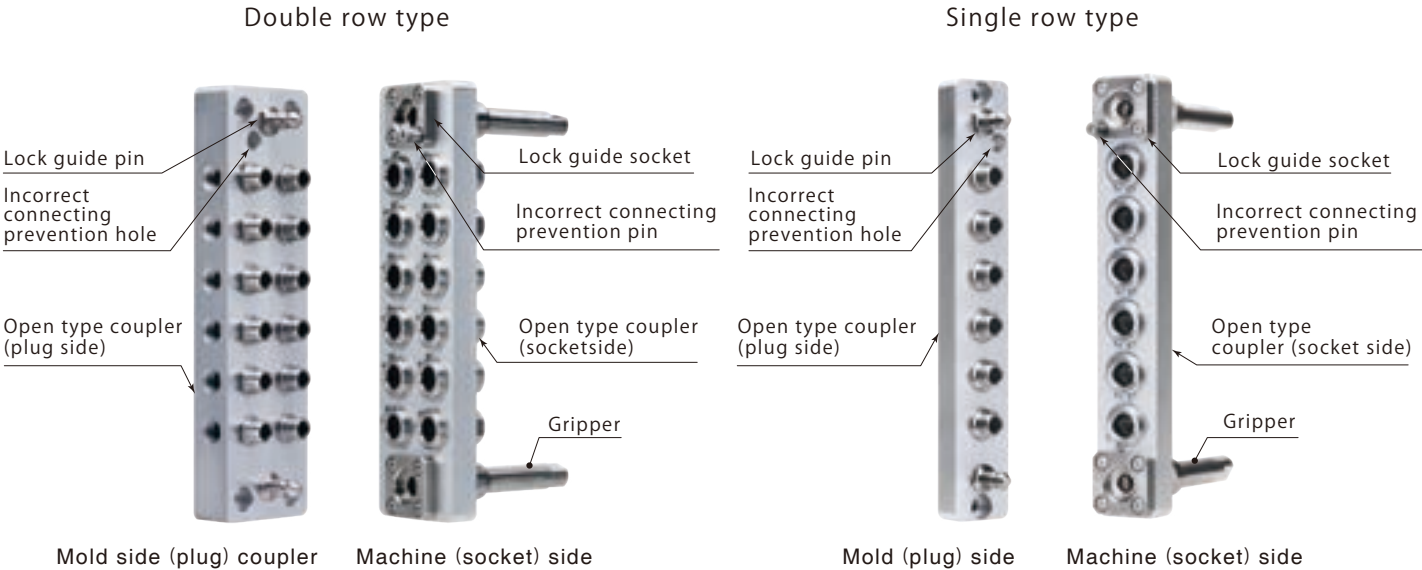 Double row type
Single row type
Lock guide pin
Incorrect
connecting
prevention hole
Open type coupler
(plug side)
Lock guide socket
Incorrect connecting
prevention pin
Open type coupler
(socketside)
Gripper
Lock guide pin
Incorrect
connecting
prevention hole
Open type coupler
(plug side)
Lock guide socket
Incorrect connecting
prevention pin
Open type
coupler (socket side)
Gripper
Mold side (plug) coupler
Machine (socket) side
Mold (plug) side
Machine (socket) side